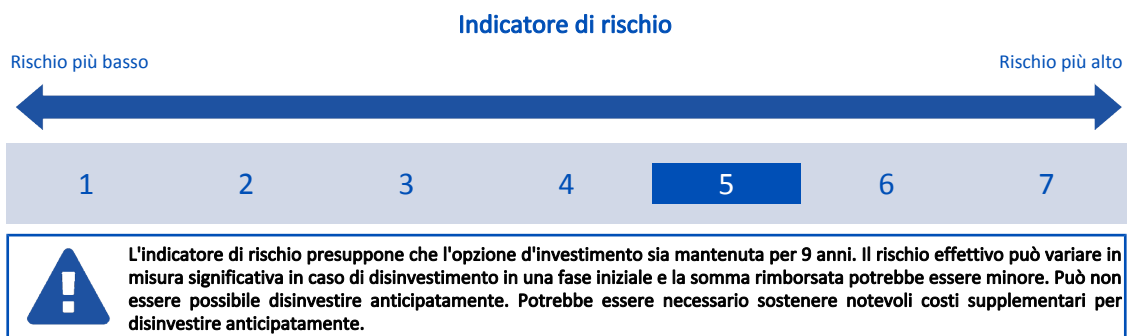 Indicatore di rischio
Rischio più basso Rischio più alto
1 2 3 4 5 6 7
L'indicatore di rischio presuppone che l'opzione d'investimento sia mantenuta per 9 anni. Il rischio effettivo può variare in
misura significativa in caso di disinvestimento in una fase iniziale e la somma rimborsata potrebbe essere minore. Può non
essere possibile disinvestire anticipatamente. Potrebbe essere necessario sostenere notevoli costi supplementari per
disinvestire anticipatamente.